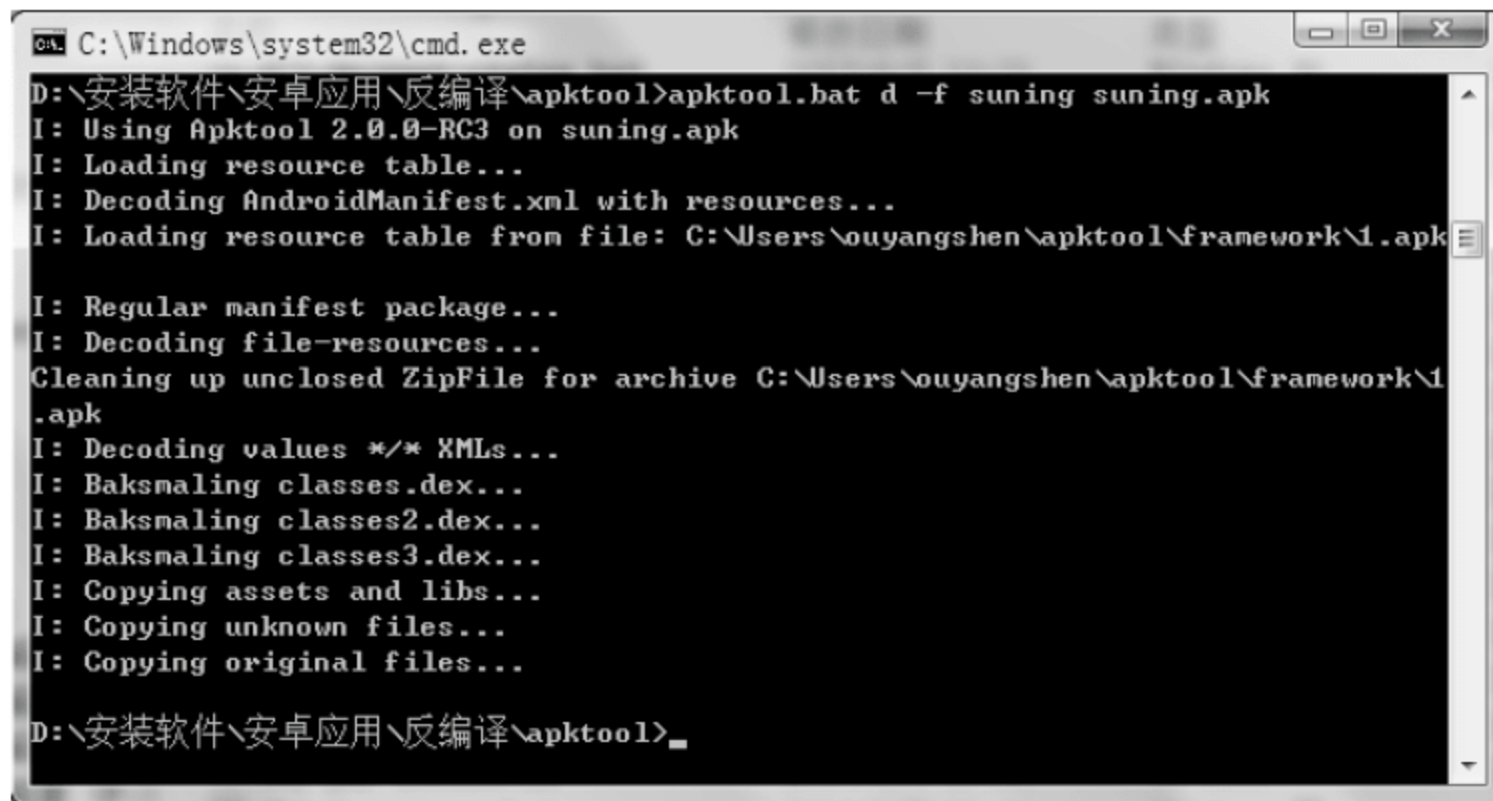 C:\Windows\system32\cmd.exe
D:\安装软件\安卓应用\反编译\apktool>apktool.bat d -f suning suning.apk
I: Using Apktool 2.0.0-RC3 on suning.apk
I: Loading resource table...
I: Decoding AndroidManifest.xml with resources...
I: Loading resource table from file: C:\Users\ouyangshen\apktool\framework\1.apk
I: Regular manifest package...
I: Decoding file-resources...
Cleaning up unclosed ZipFile for archive C:\Users\ouyangshen\apktool\framework\1
.apk
I: Decoding values */* XMLs...
I: Baksmaling classes.dex...
I: Baksmaling classes2.dex...
I: Baksmaling classes3.dex...
I: Copying assets and libs...
I: Copying unknown files...
I: Copying original files...
D:\安装软件\安卓应用\反编译\apktool>